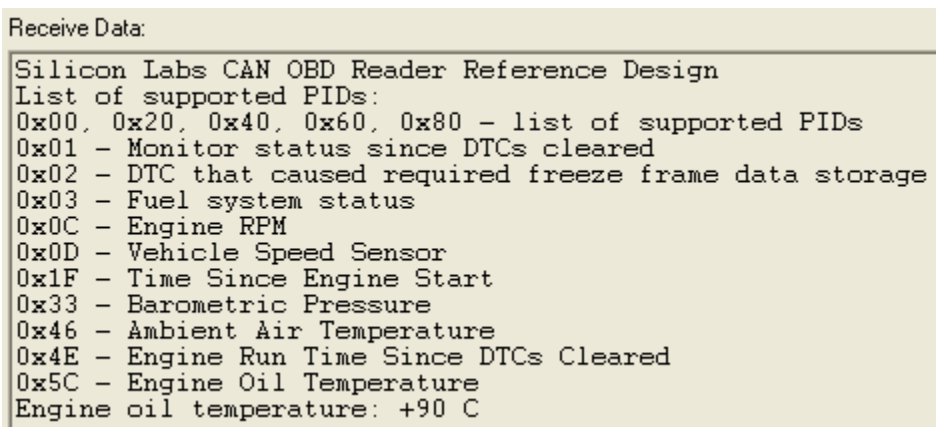 Receive Data:
Silicon Labs CAN OBD Reader Reference Design
List of supported PIDs:
0x00, 0x20, 0x40, 0x60, 0x80 – list of supported PIDs
0x01 – Monitor status since DTCs cleared
0x02 – DTC that caused required freeze frame data storage
0x03 – Fuel system status
0x0C – Engine RPM
0x0D – Vehicle Speed Sensor
0x1F – Time Since Engine Start
0x33 – Barometric Pressure
0x46 – Ambient Air Temperature
0x4E – Engine Run Time Since DTCs Cleared
0x5C – Engine Oil Temperature
Engine oil temperature: +90 C